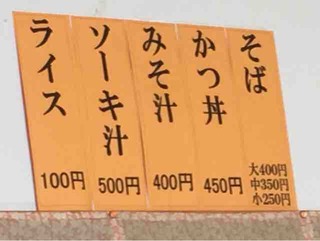 そば
大400円
中350円
小250円
かつ丼
450円
みそ汁
400円
ソーキ汁
500円
ライス
100円